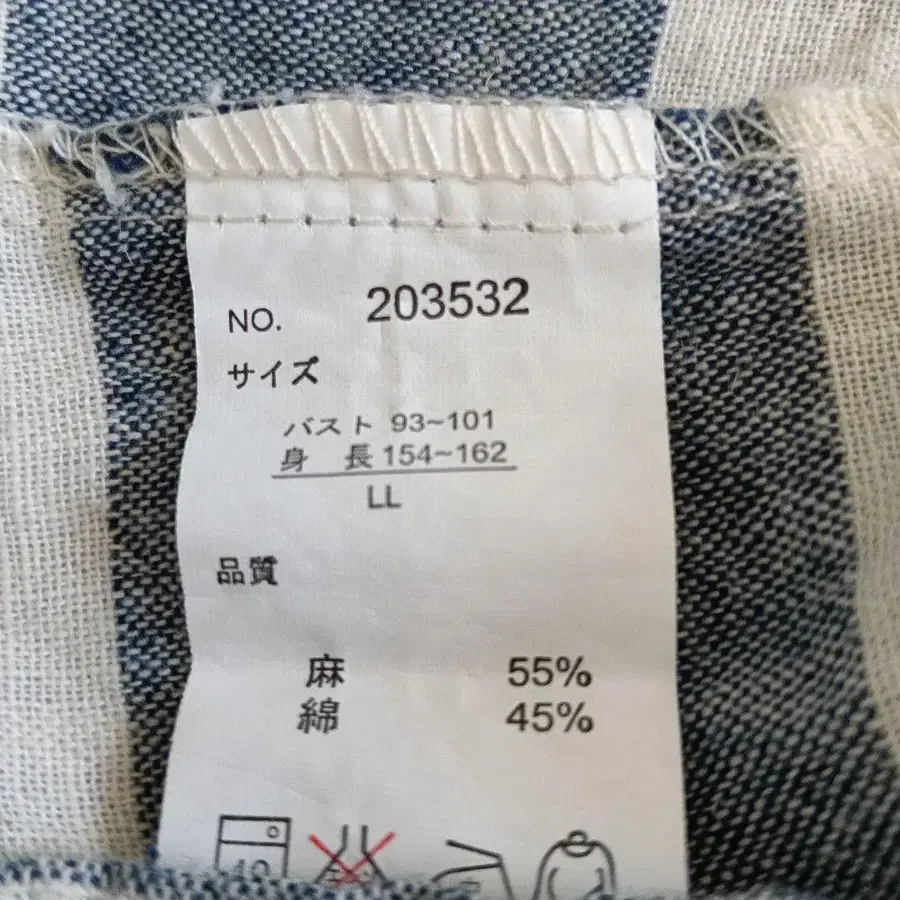 NO. 203532
サイズ
バスト 93~101
身 長 154~162
LL
品質
麻 55%
綿 45%